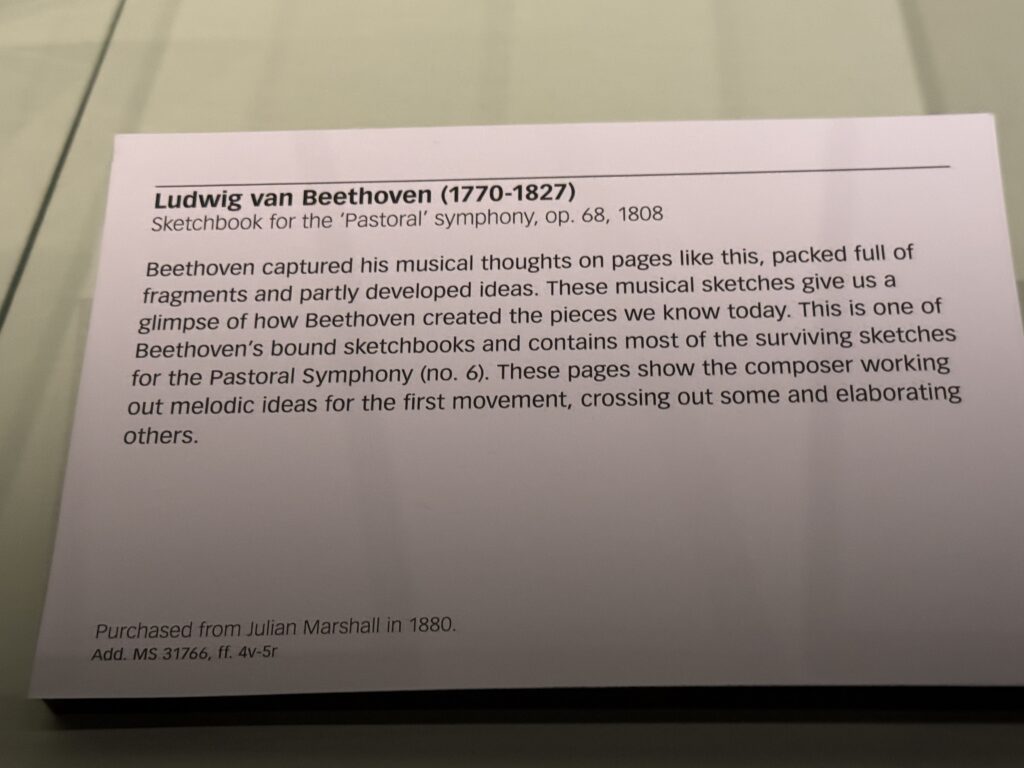 Ludwig van Beethoven (1770-1827)
Sketchbook for the ‘Pastoral’ symphony, op. 68, 1808
Beethoven captured his musical thoughts on pages like this, packed full of
fragments and partly developed ideas. These musical sketches give us a
glimpse of how Beethoven created the pieces we know today. This is one of
Beethoven’s bound sketchbooks and contains most of the surviving sketches
for the Pastoral Symphony (no. 6). These pages show the composer working
out melodic ideas for the first movement, crossing out some and elaborating
others.
Purchased from Julian Marshall in 1880.
Add. MS 31766, ff. 4v-5r